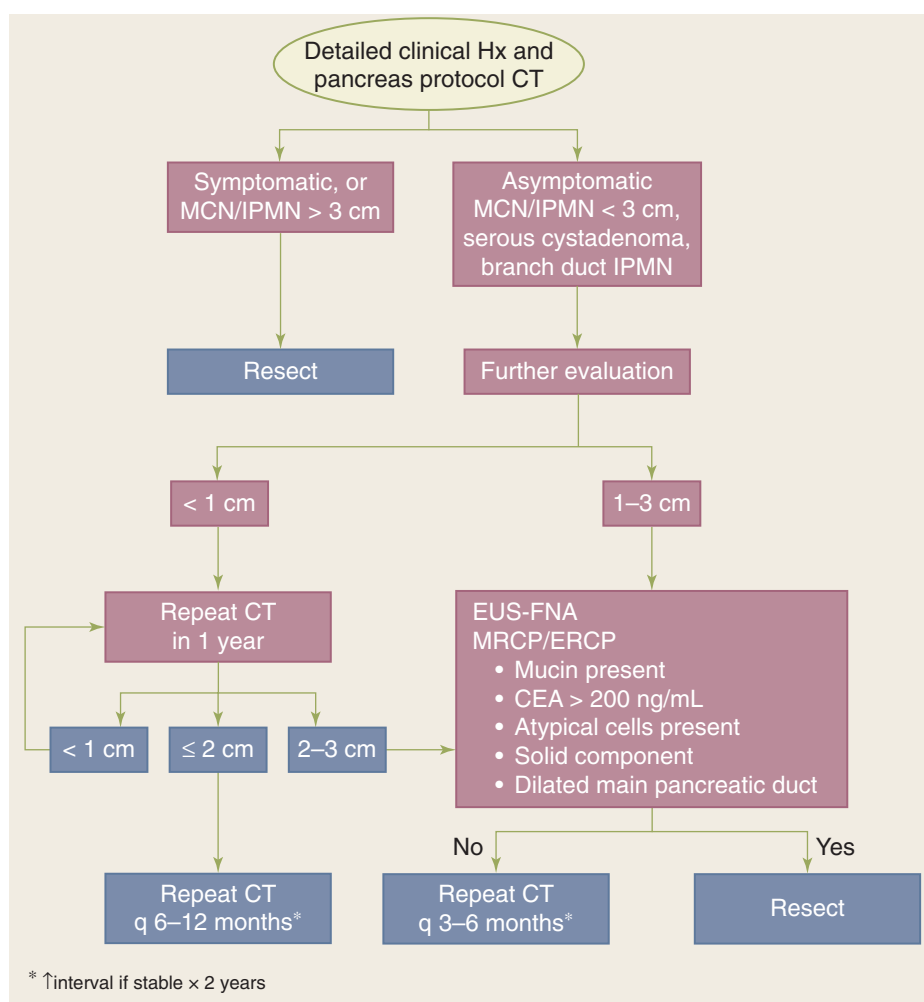 Detailed clinical Hx and
pancreas protocol CT
Symptomatic, or
MCN/IPMN > 3 cm
Asymptomatic
MCN/IPMN < 3 cm,
serous cystadenoma,
branch duct IPMN
Resect
Further evaluation
< 1 cm
1–3 cm
Repeat CT
in 1 year
EUS-FNA
MRCP/ERCP
• Mucin present
• CEA > 200 ng/mL
• Atypical cells present
• Solid component
• Dilated main pancreatic duct
< 1 cm
≤ 2 cm
2–3 cm
No
Yes
Repeat CT
q 6–12 months*
Repeat CT
q 3–6 months*
Resect
* ↑interval if stable × 2 years